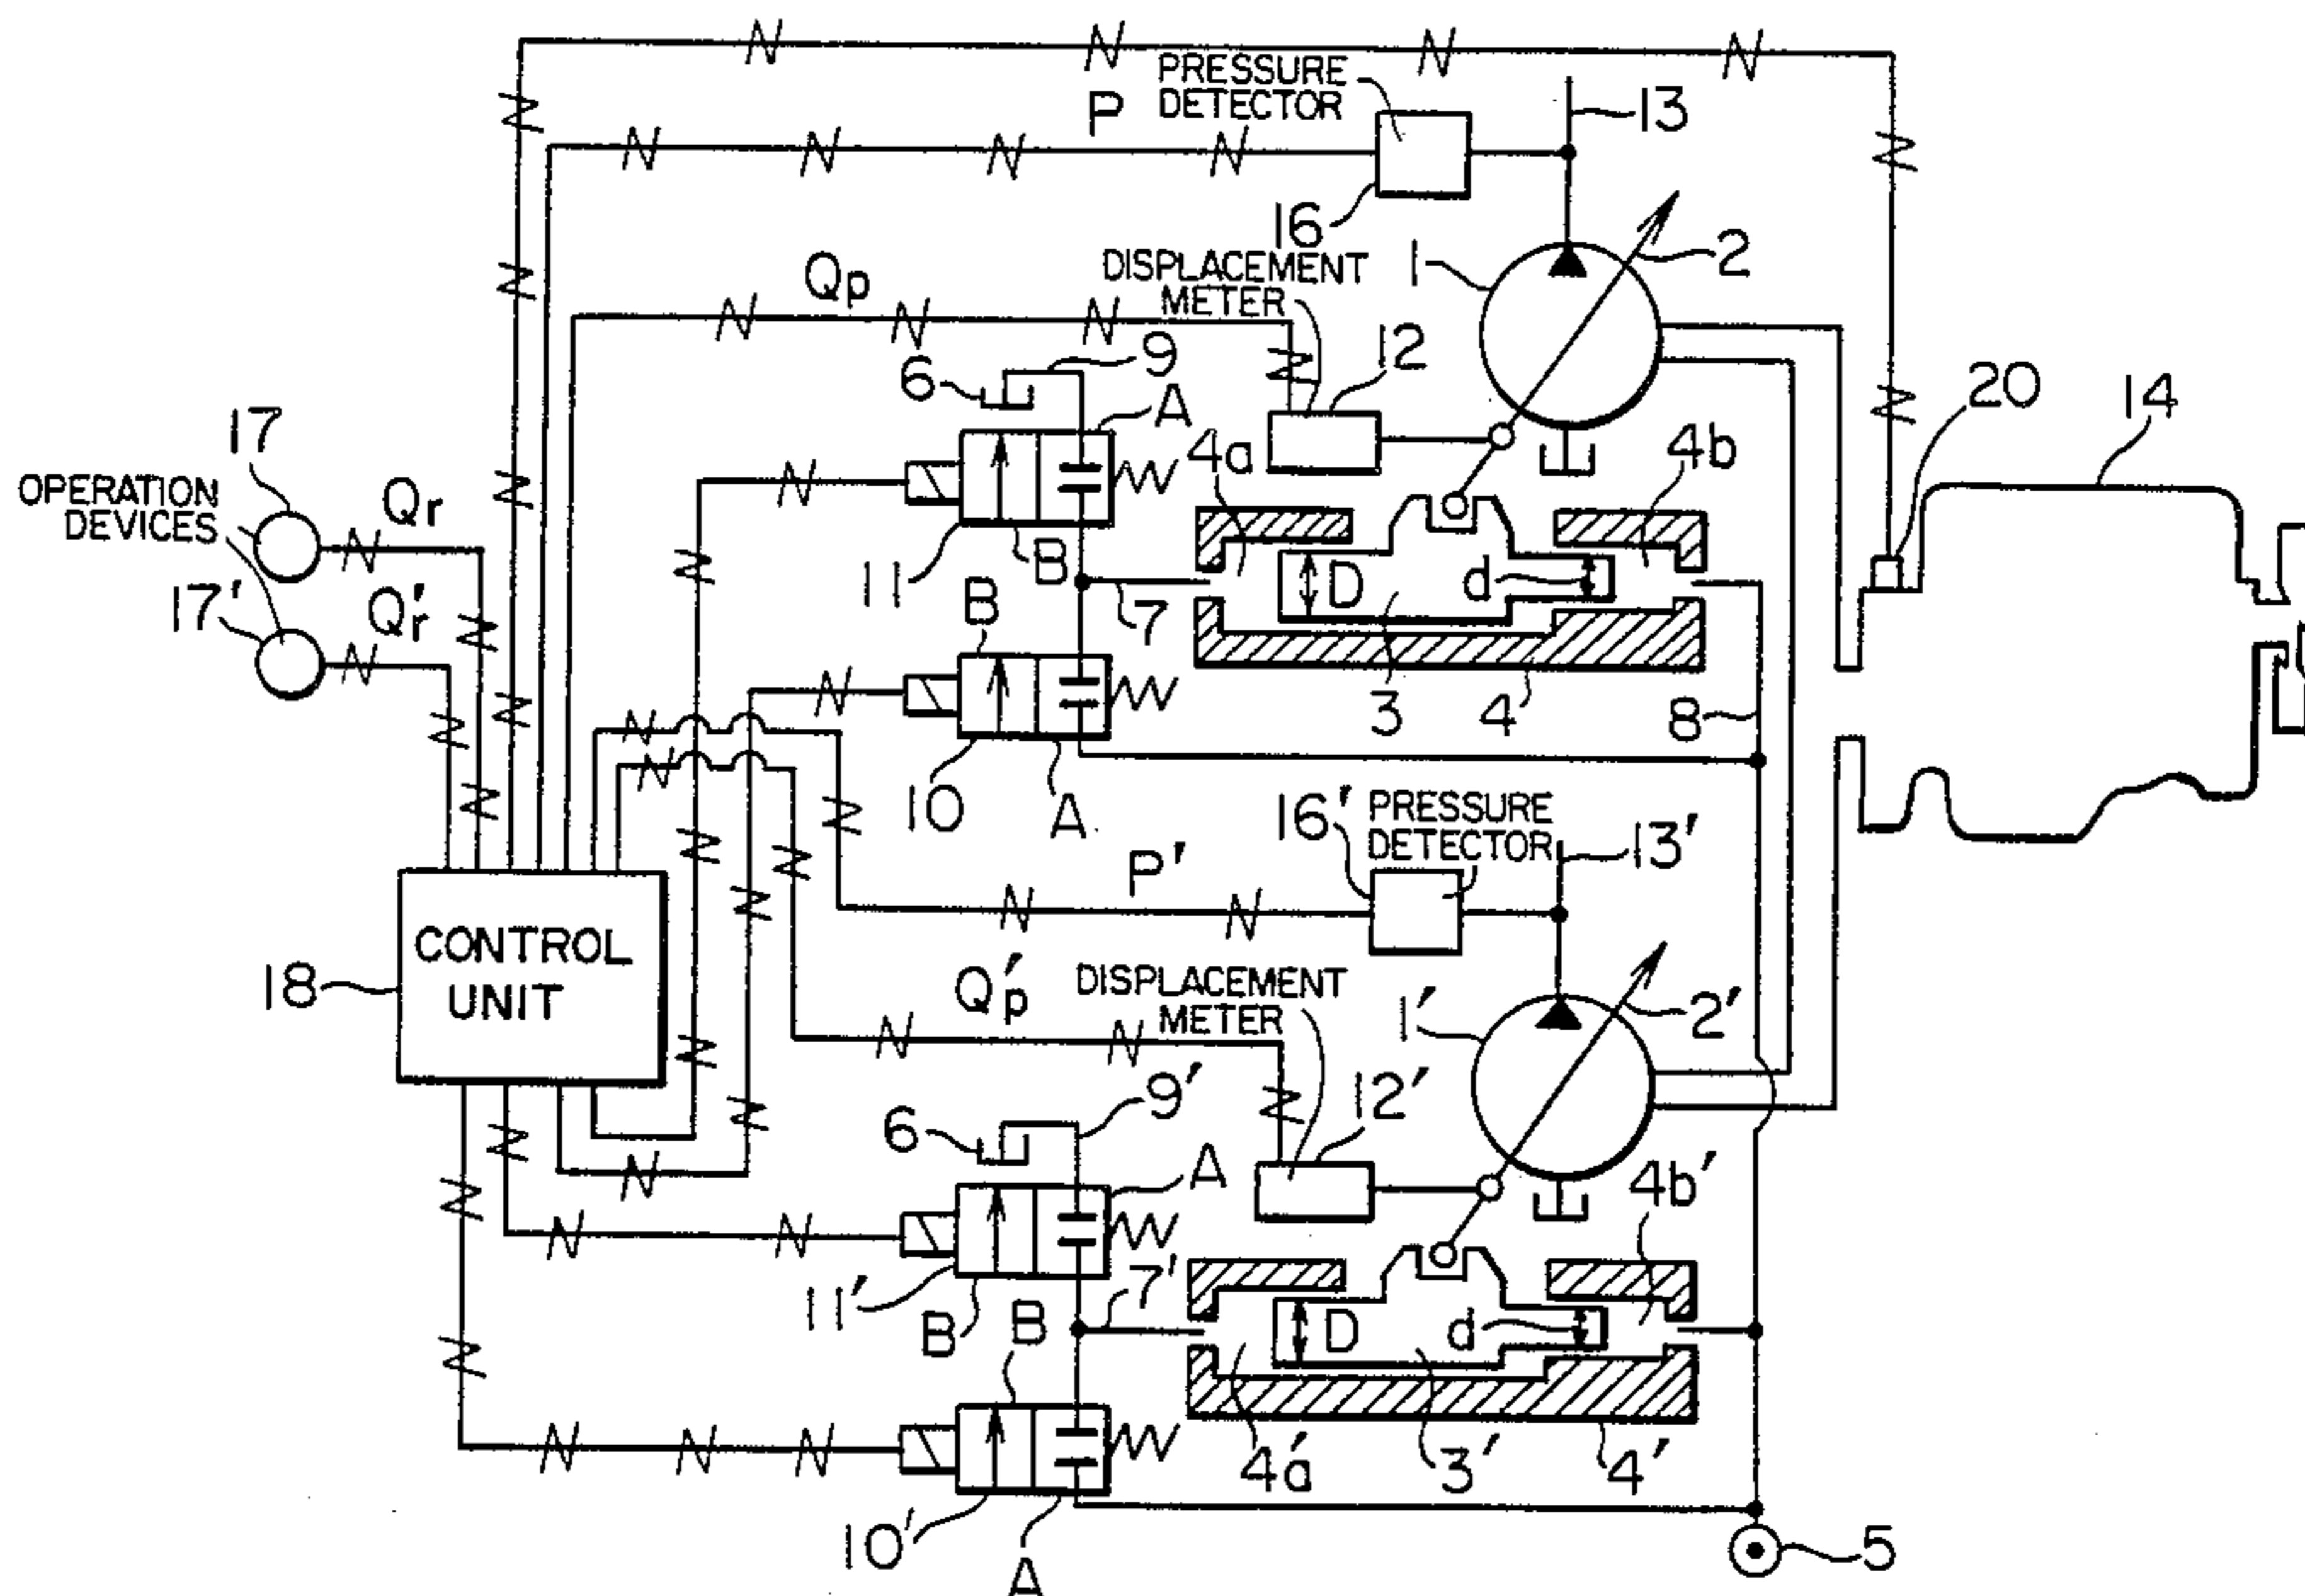 PRESSURE
DETECTOR
P
13
16
DISPLACEMENT
METER
1
2
Qp
12
9
6
A
20
14
17
OPERATION
DEVICES
Qr
4a
4b
11
B
D
d
17'
Q'r
B
7
3
4
8
10
A
16'
PRESSURE
DETECTOR
13'
P'
CONTROL
UNIT
18
Q'p
DISPLACEMENT
METER
1'
2'
9'
12'
6
A
4b'
11'
B
B
7'
D
d
4a'
3'
4'
10'
A
5